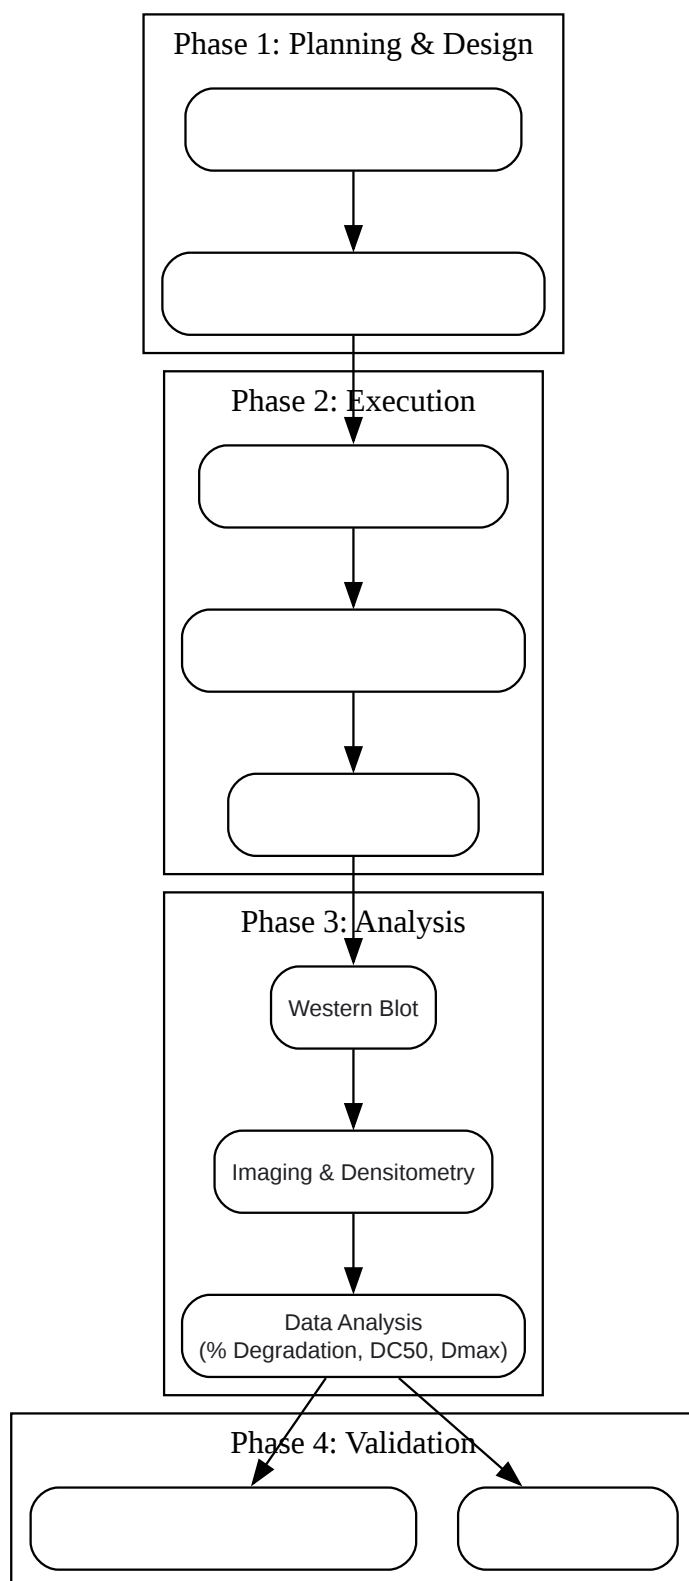 Phase 1: Planning & Design
Phase 2: Execution
Phase 3: Analysis
Western Blot
Imaging & Densitometry
Data Analysis
(% Degradation, DC50, Dmax)
Phase 4: Validation